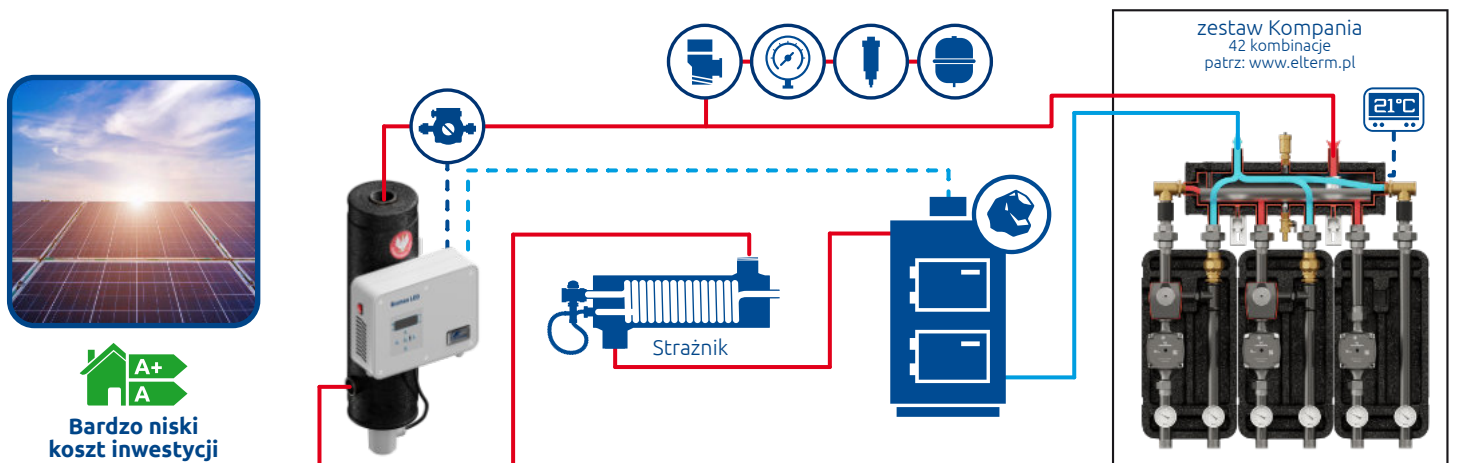 zestaw Kompania
42 kombinacje
patrz: www.elterm.pl
21°C
Strażnik
A+
A
Bardzo niski
koszt inwestycji